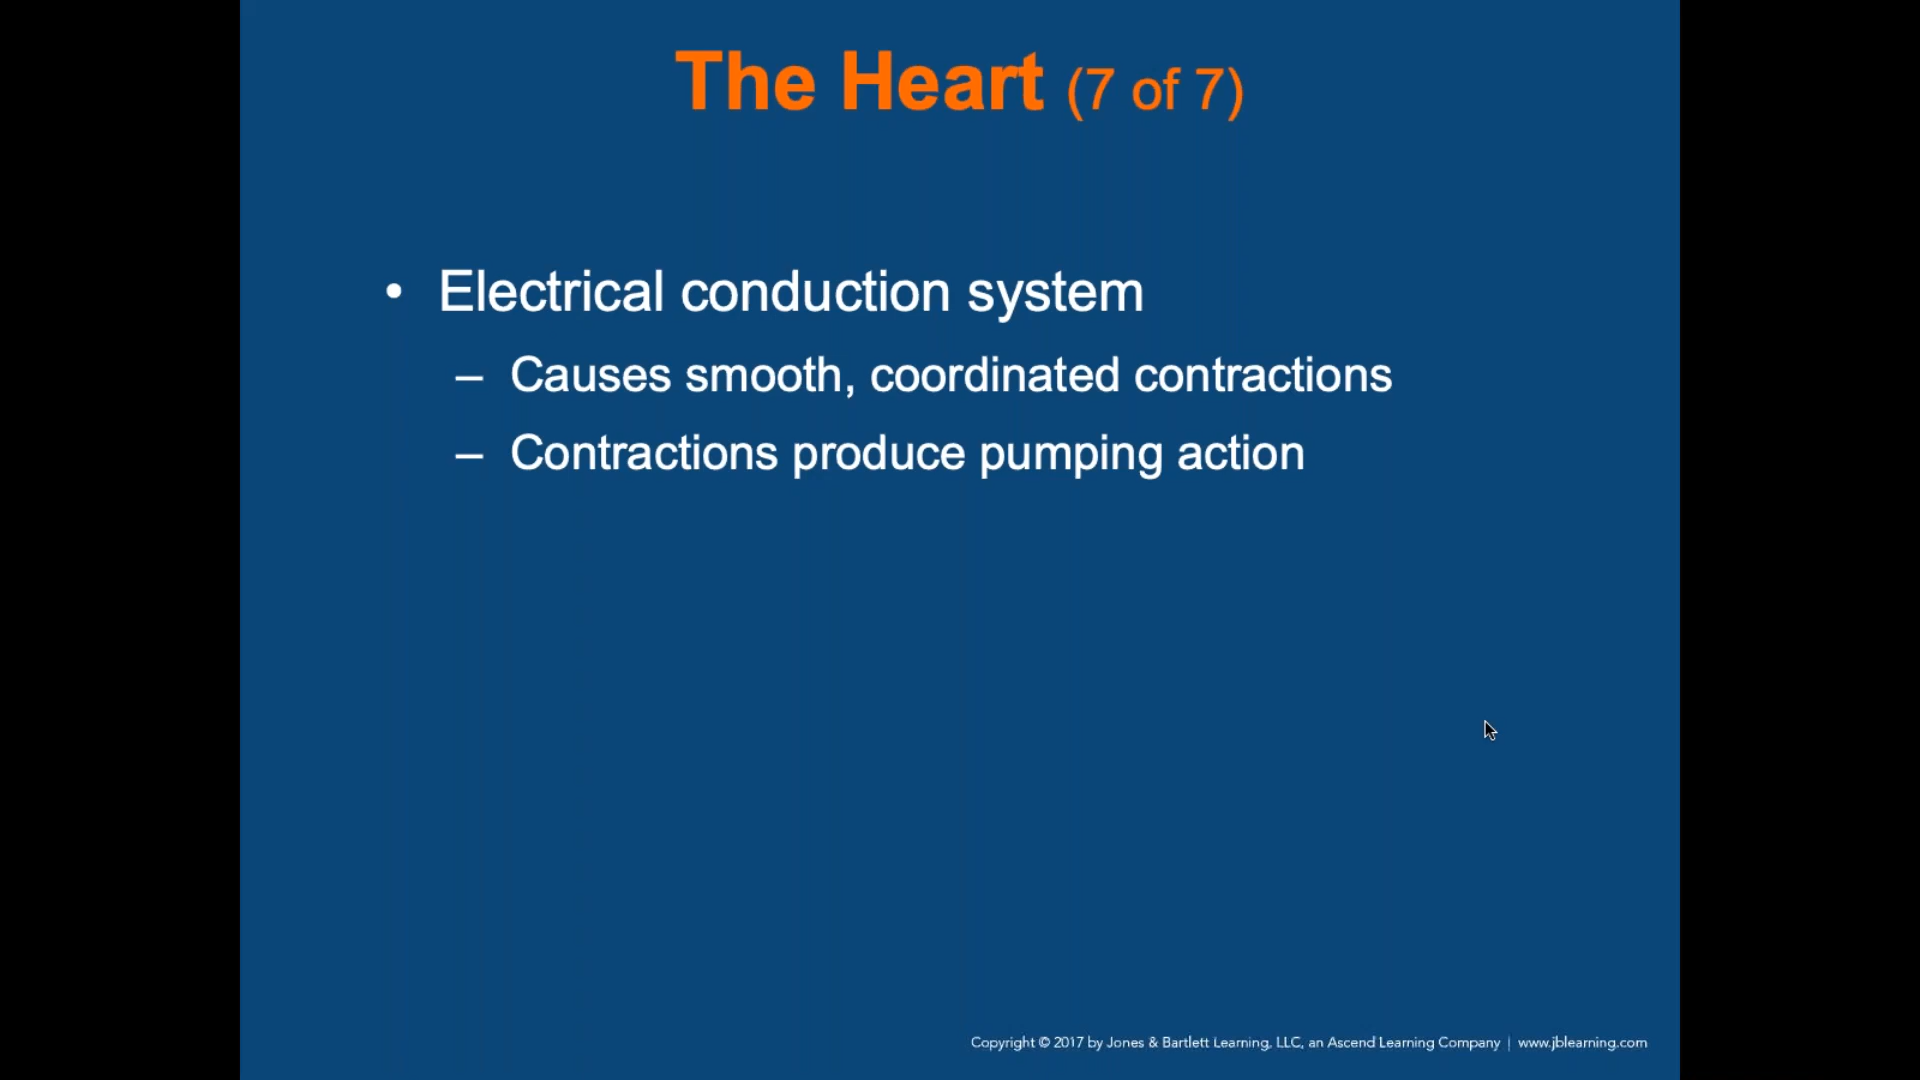 The Heart (7 of 7)
• Electrical conduction system
– Causes smooth, coordinated contractions
– Contractions produce pumping action
Copyright © 2017 by Jones & Bartlett Learning, LLC, an Ascend Learning Company | www.jblearning.com